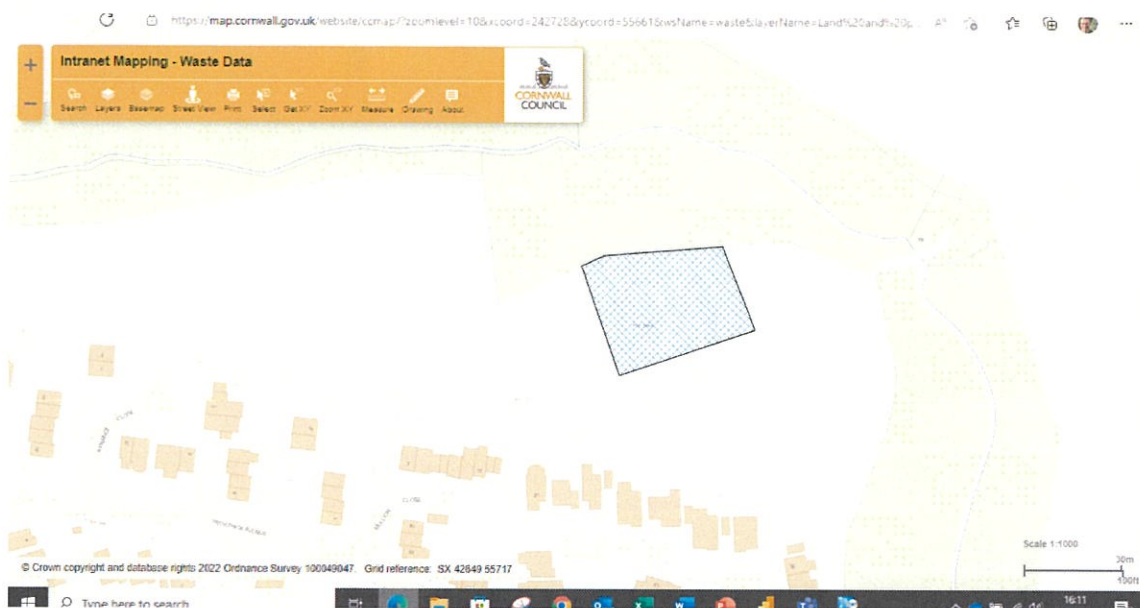 https://map.cornwall.gov.uk/website/ccmap/?zoomlevel=10&xcoord=242728&ycoord=55661&wsName=waste&layerName=Land%20and%20p...
Intranet Mapping - Waste Data
Search Layers Basemap Street View Print Select Get XY Zoom XY Measure Drawing About
CORNWALL
COUNCIL
CLOSE
CLOSE
Scale 1:1000
30m
100ft
© Crown copyright and database rights 2022 Ordnance Survey 100049047. Grid reference: SX 42849 55717
Type here to search
16:11